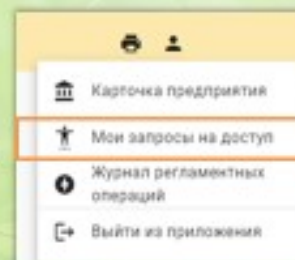 Карточка предприятия
Мои запросы на доступ
Журнал регламентных
операций
Выйти из приложения